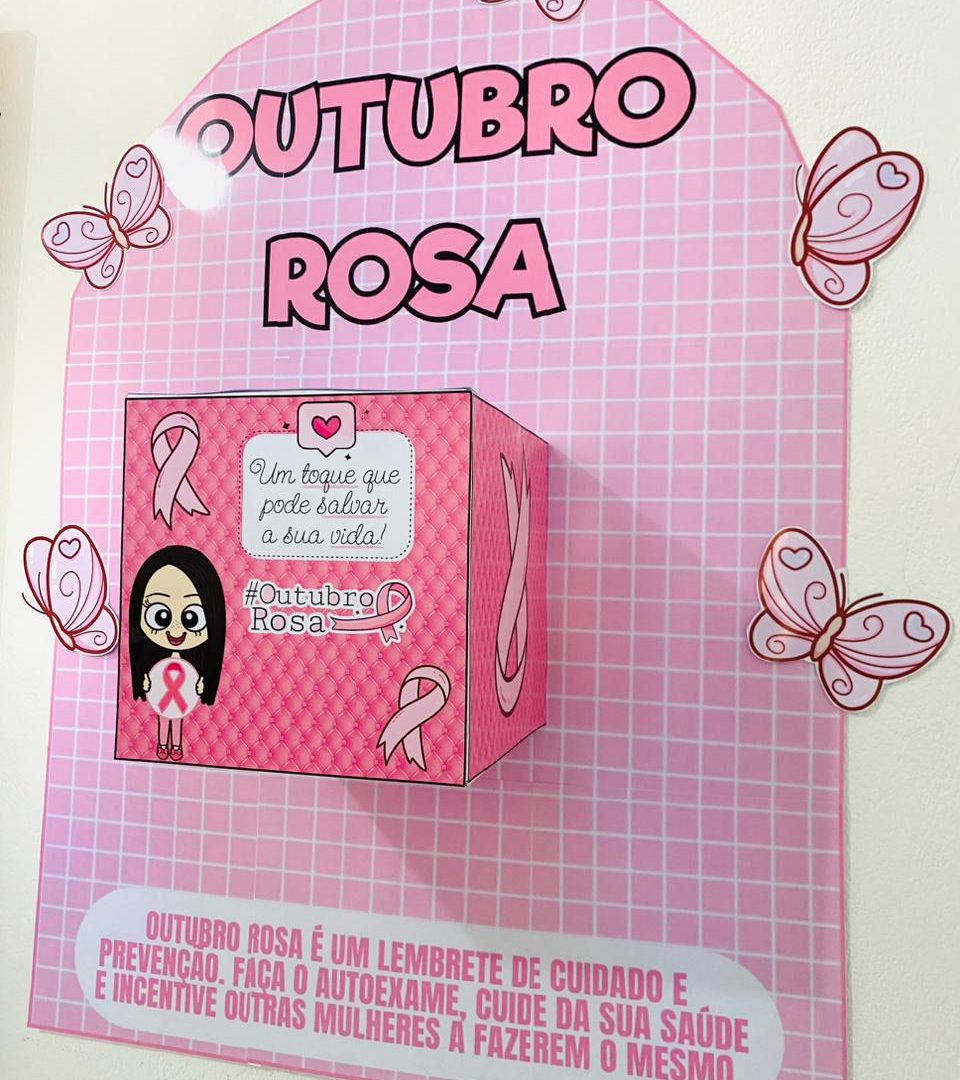 OUTUBRO
ROSA
Um toque que
pode salvar
a sua vida!
#Outubro
Rosa
OUTUBRO ROSA É UM LEMBRETE DE CUIDADO E
PREVENÇÃO. FAÇA O AUTOEXAME, CUIDE DA SUA SAÚDE
E INCENTIVE OUTRAS MULHERES A FAZEREM O MESMO